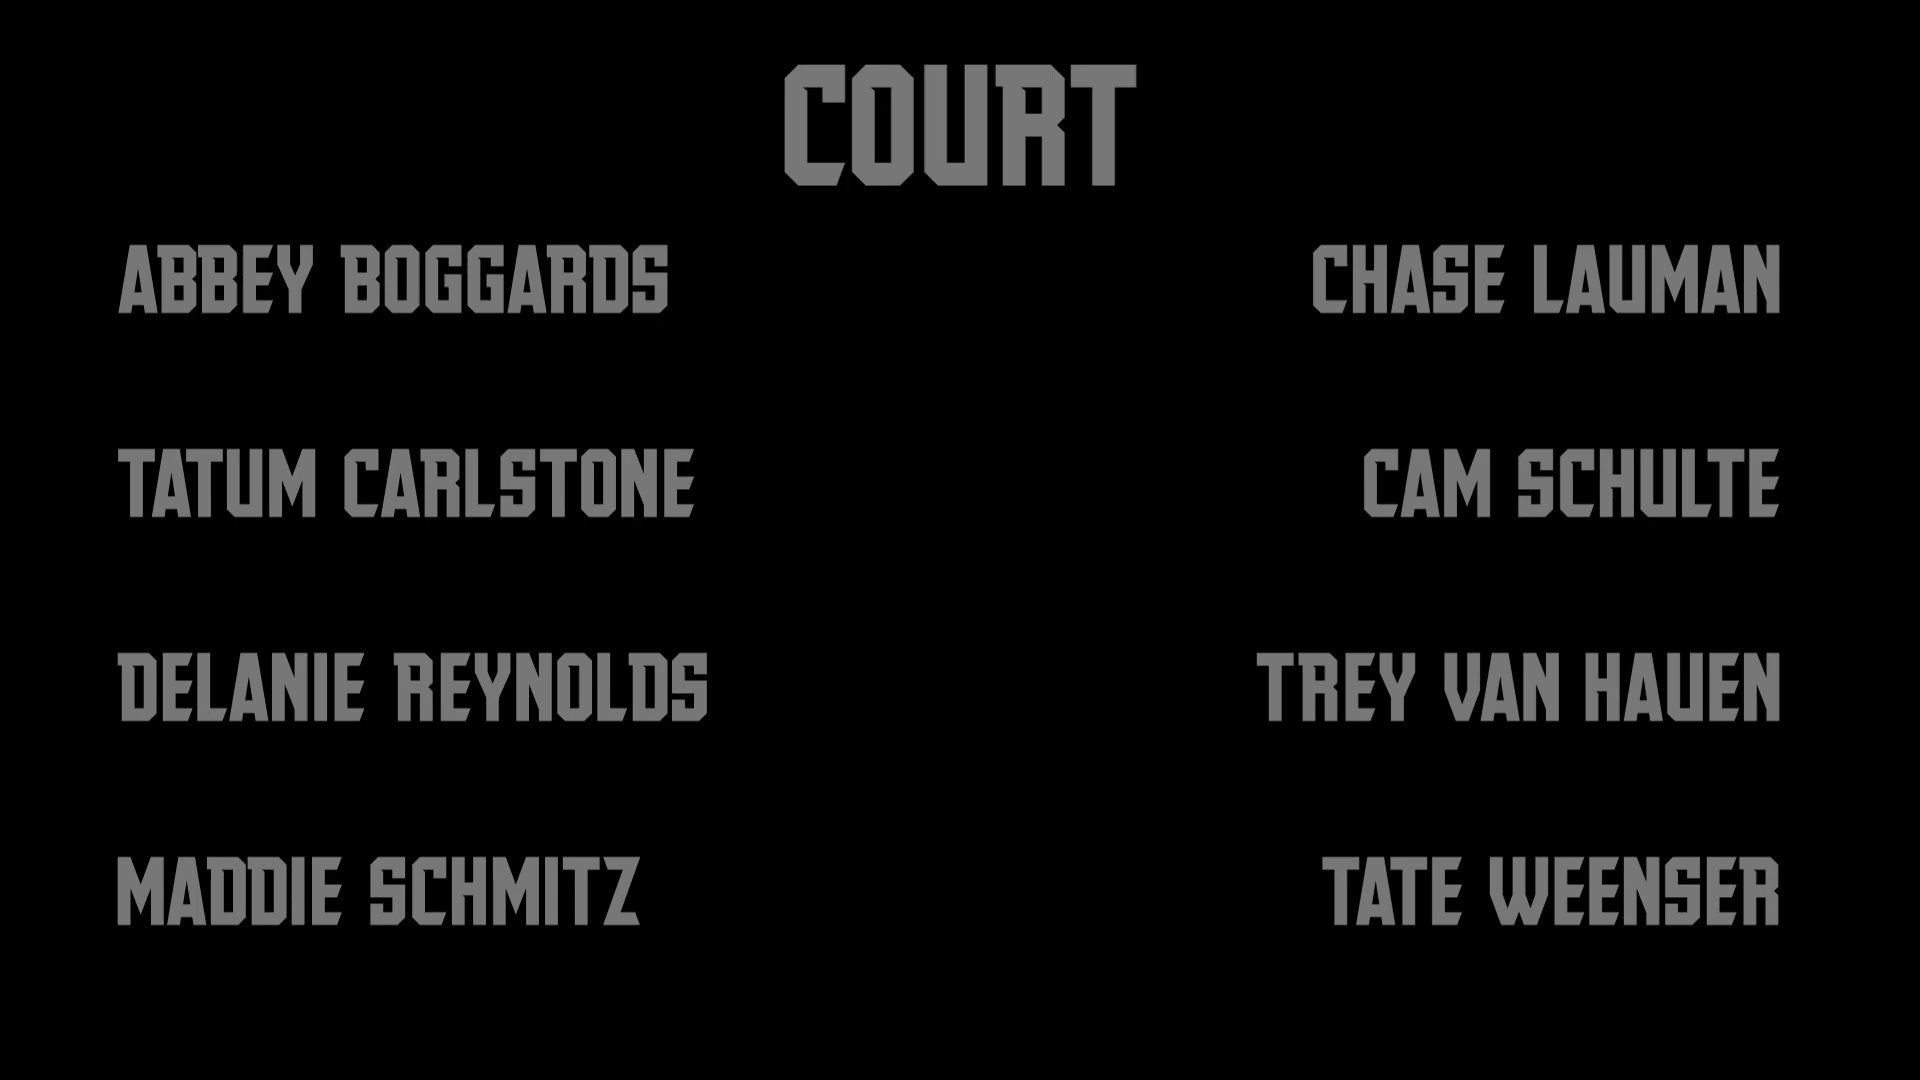 COURT
ABBEY BOGGARDS
CHASE LAUMAN
TATUM CARLSTONE
CAM SCHULTE
DELANIE REYNOLDS
TREY VAN HAUEN
MADDIE SCHMITZ
TATE WEENSER